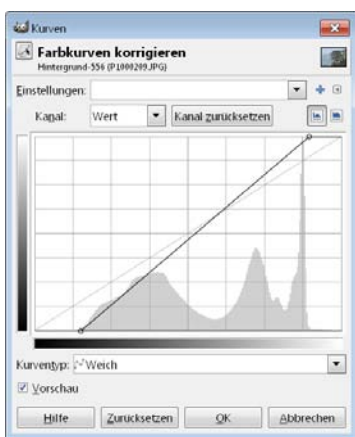 Kurven
Farbkurven korrigieren
Hintergrund-556 (P1000209.JPG)
Einstellungen:
Kanal: Wert Kanal zurücksetzen
Kurventyp: Weich
Vorschau
Hilfe Zurücksetzen OK Abbrechen